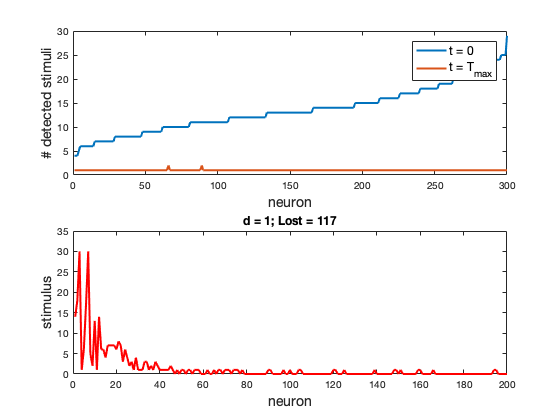 30
25
20
15
10
5
0
# detected stimuli
t = 0
t = T_max
0 50 100 150 200 250 300
neuron
d = 1; Lost = 117
35
30
25
20
15
10
5
0
stimulus
0 20 40 60 80 100 120 140 160 180 200
neuron